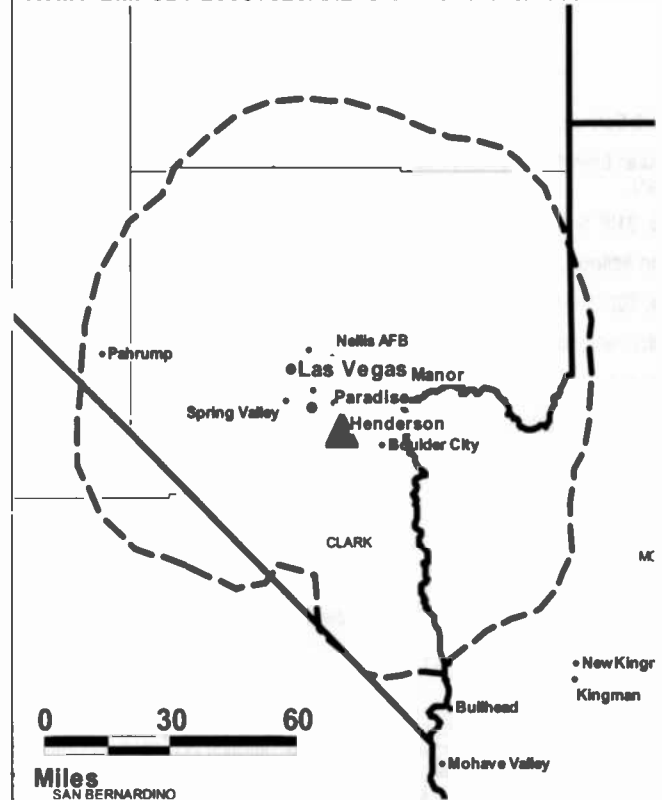 Nellis AFB
Pahrump
Las Vegas Manor
Paradise
Spring Valley
Henderson
Boulder City
CLARK
New Kingr
Kingman
0 30 60
Bullhead
Miles
Mohave Valley
SAN BERNARDINO